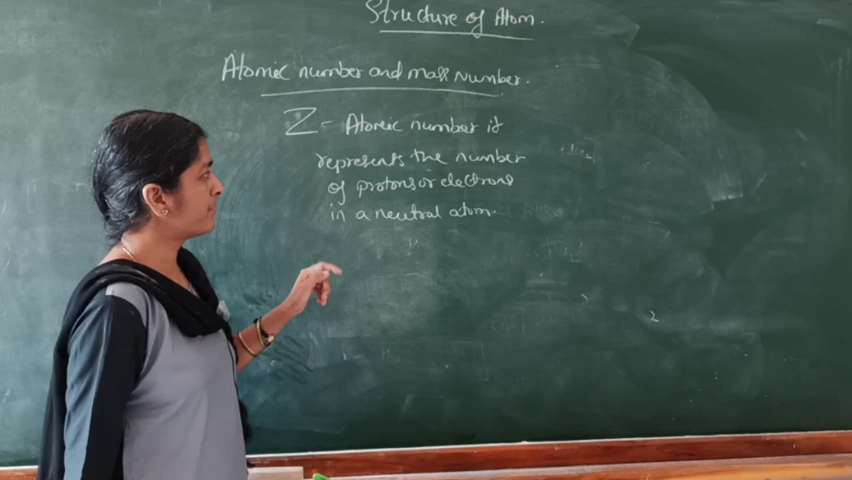 Structure of Atom.
Atomic number and mass Number.
Z - Atomic number it
represents the number
of protons or electrons
in a neutral atom.